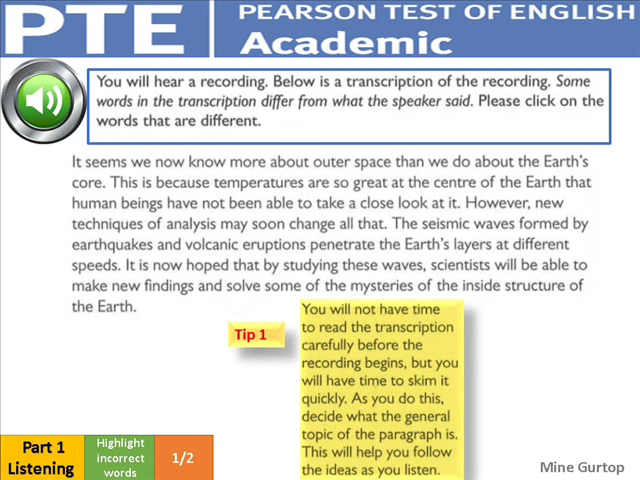 PTE
PEARSON TEST OF ENGLISH
Academic
You will hear a recording. Below is a transcription of the recording. Some
words in the transcription differ from what the speaker said. Please click on the
words that are different.
It seems we now know more about outer space than we do about the Earth's
core. This is because temperatures are so great at the centre of the Earth that
human beings have not been able to take a close look at it. However, new
techniques of analysis may soon change all that. The seismic waves formed by
earthquakes and volcanic eruptions penetrate the Earth's layers at different
speeds. It is now hoped that by studying these waves, scientists will be able to
make new findings and solve some of the mysteries of the inside structure of
the Earth.
Tip 1
You will not have time
to read the transcription
carefully before the
recording begins, but you
will have time to skim it
quickly. As you do this,
decide what the general
topic of the paragraph is.
This will help you follow
the ideas as you listen.
Part 1
Listening
Highlight
incorrect
words
1/2
Mine Gurtop